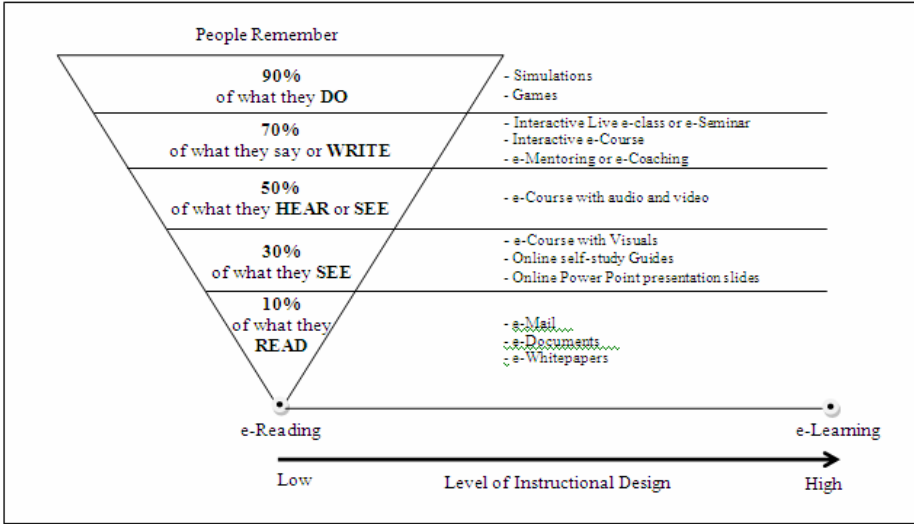 People Remember
90%
of what they DO
- Simulations
- Games
70%
of what they say or WRITE
- Interactive Live e-class or e-Seminar
- Interactive e-Course
- e-Mentoring or e-Coaching
50%
of what they HEAR or SEE
- e-Course with audio and video
30%
of what they SEE
- e-Course with Visuals
- Online self-study Guides
- Online Power Point presentation slides
10%
of what they
READ
- e-Mail
- e-Documents
- e-Whitepapers
e-Reading
e-Learning
Low
Level of Instructional Design
High